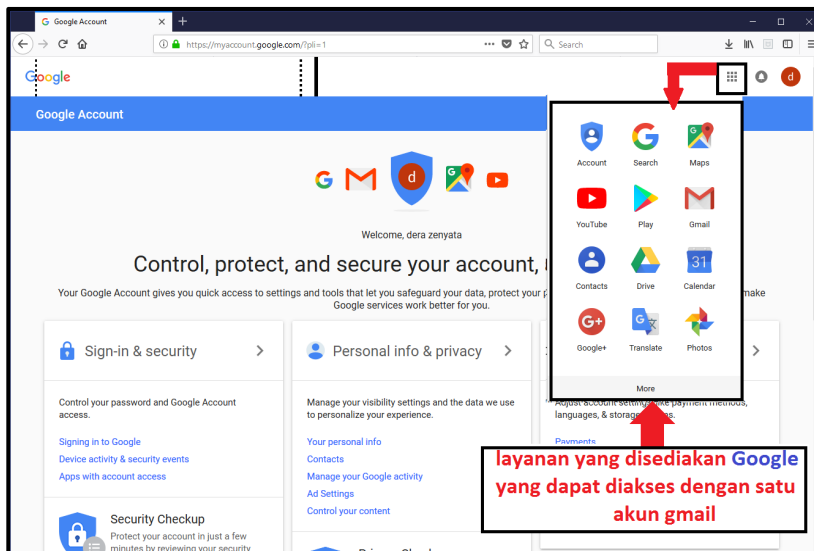 Google Account
https://myaccount.google.com/?pli=1
Search
Google
d
Google Account
Account
Search
Maps
YouTube
Play
Gmail
Contacts
Drive
31
Calendar
G+
Google+
Translate
Photos
More
d
Welcome, dera zenyata
Control, protect, and secure your account,
Your Google Account gives you quick access to settings and tools that let you safeguard your data, protect your
make
Google services work better for you.
Sign-in & security
Control your password and Google Account
access.
Signing in to Google
Device activity & security events
Apps with account access
Security Checkup
Protect your account in just a few
minutes by reviewing your security
Personal info & privacy
Manage your visibility settings and the data we use
to personalize your experience.
Your personal info
Contacts
Manage your Google activity
Ad Settings
Control your content
Adjust account settings, like payment methods,
languages, & storage
Payments
layanan yang disediakan Google
yang dapat diakses dengan satu
akun gmail